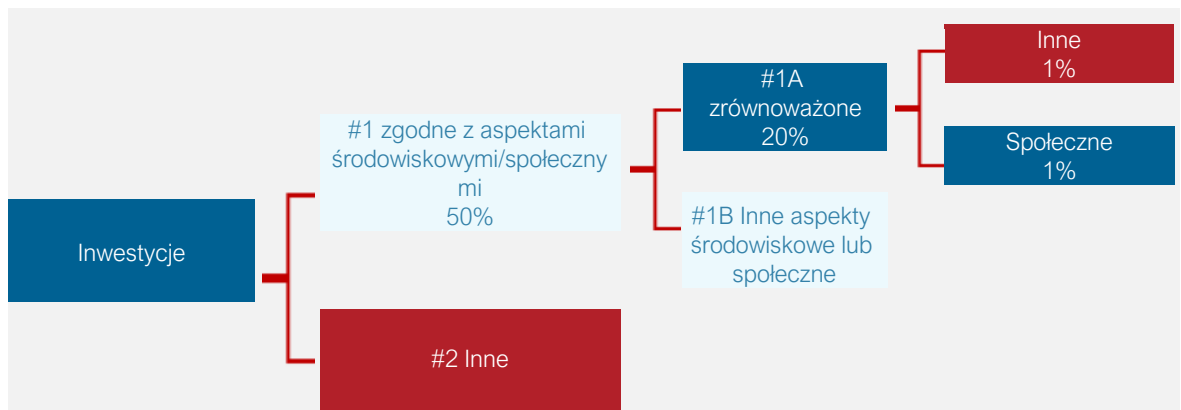 Inwestycje
#1 zgodne z aspektami
środowiskowymi/społeczny
mi
50%
#2 Inne
#1A
zrównoważone
20%
#1B Inne aspekty
środowiskowe lub
społeczne
Inne
1%
Społeczne
1%